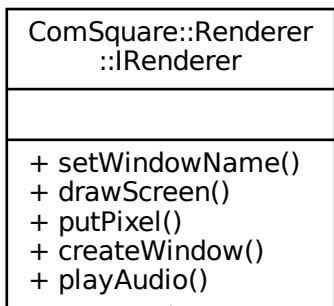 ComSquare::Renderer
::IRenderer
+ setWindowName()
+ drawScreen()
+ putPixel()
+ createWindow()
+ playAudio()